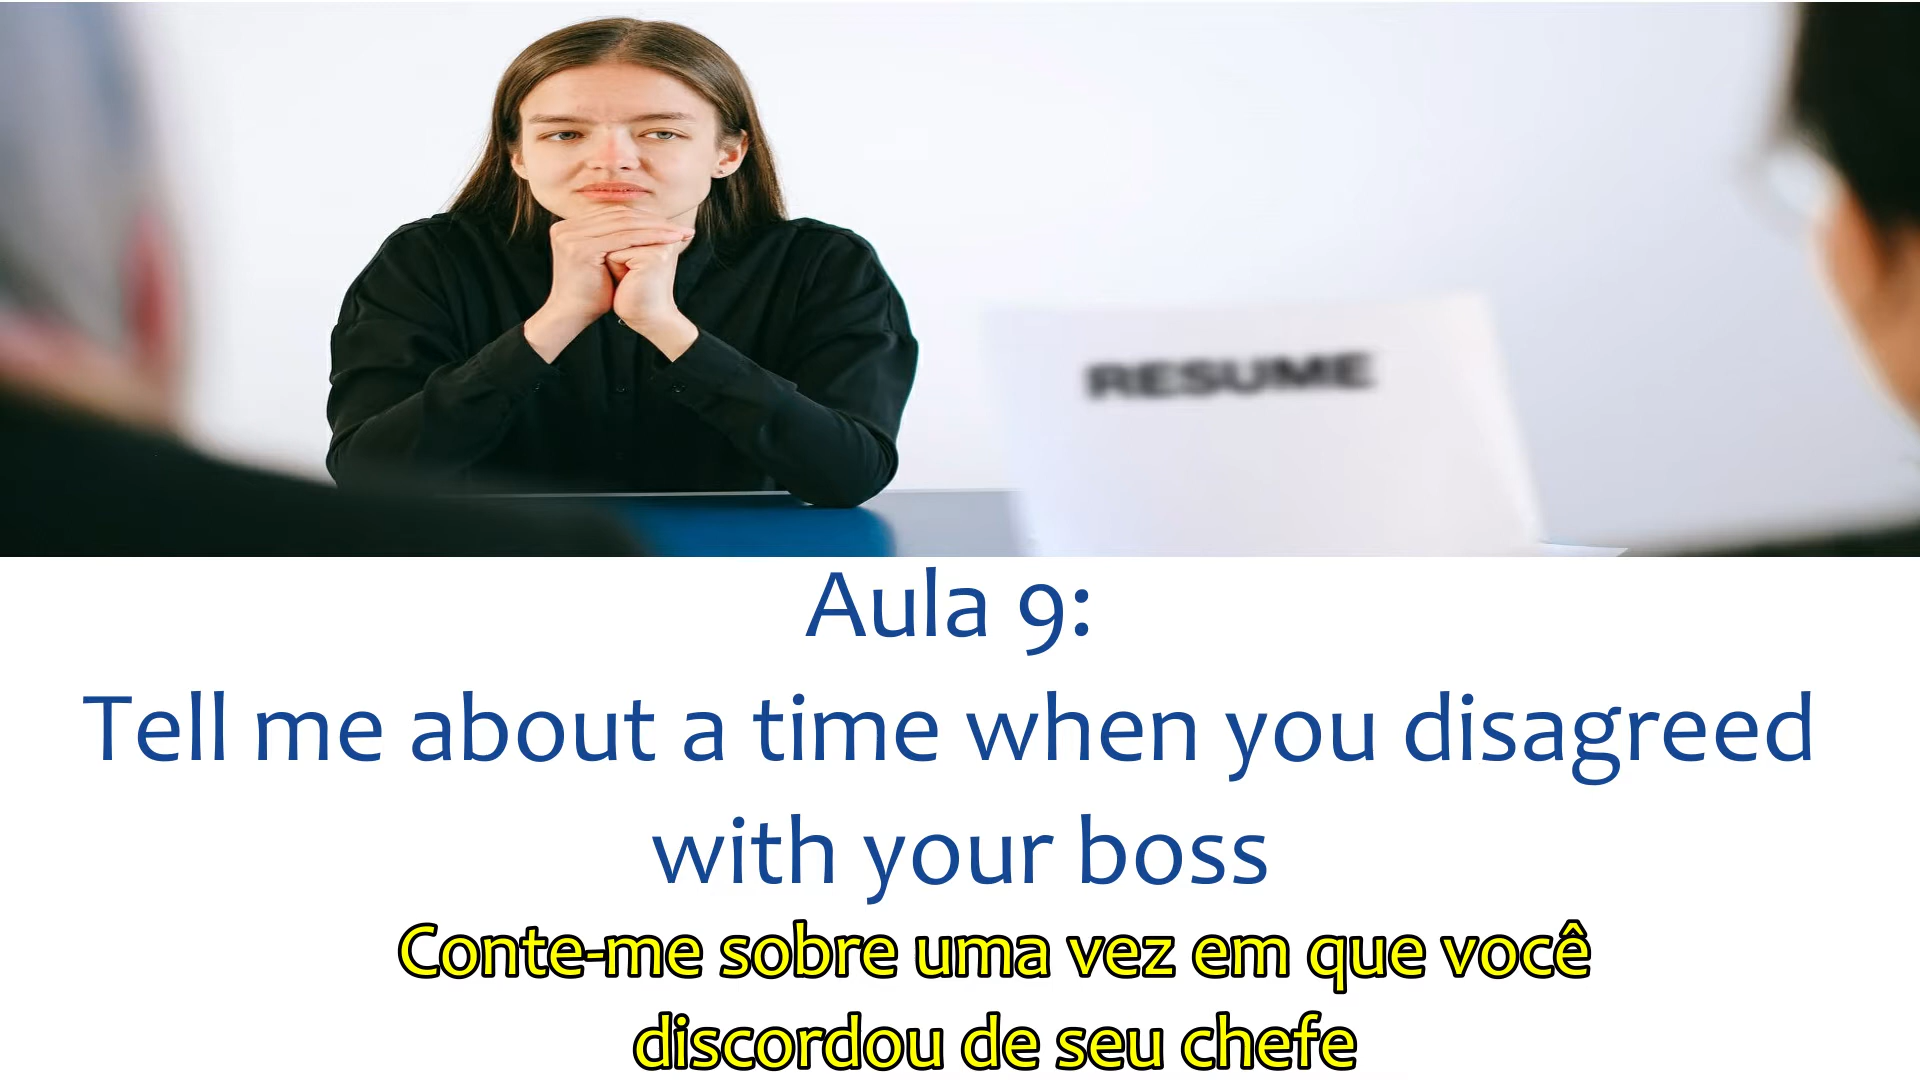 RESUME
Aula 9:
Tell me about a time when you disagreed
with your boss
Conte-me sobre uma vez em que você
discordou de seu chefe